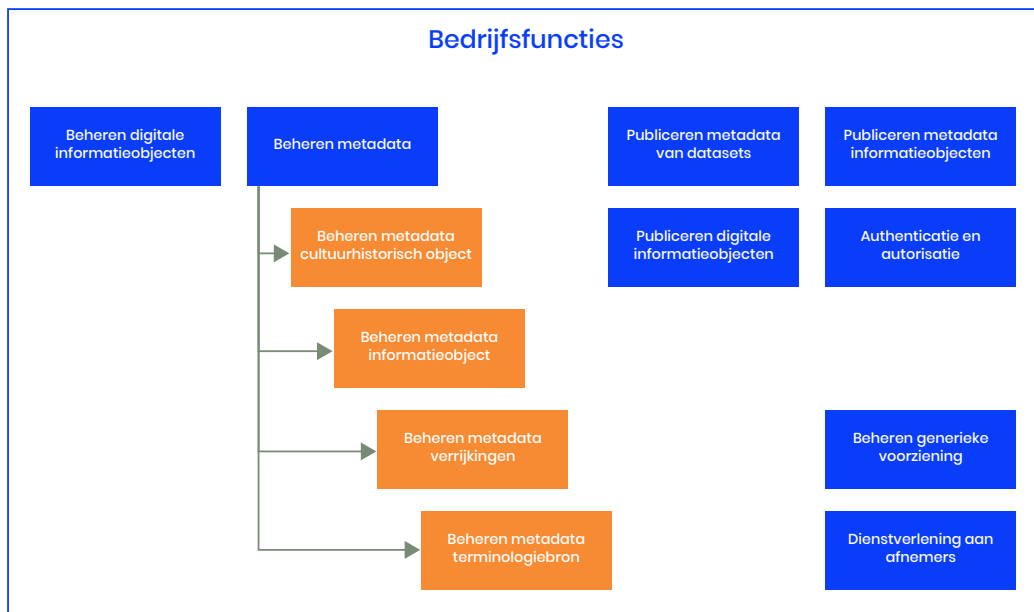 Bedrijfsfuncties
Beheren digitale
informatieobjecten
Beheren metadata
Publiceren metadata
van datasets
Publiceren metadata
informatieobjecten
Beheren metadata
cultuurhistorisch object
Publiceren digitale
informatieobjecten
Authenticatie en
autorisatie
Beheren metadata
informatieobject
Beheren metadata
verrijkingen
Beheren generieke
voorziening
Beheren metadata
terminologiebron
Dienstverlening aan
afnemers